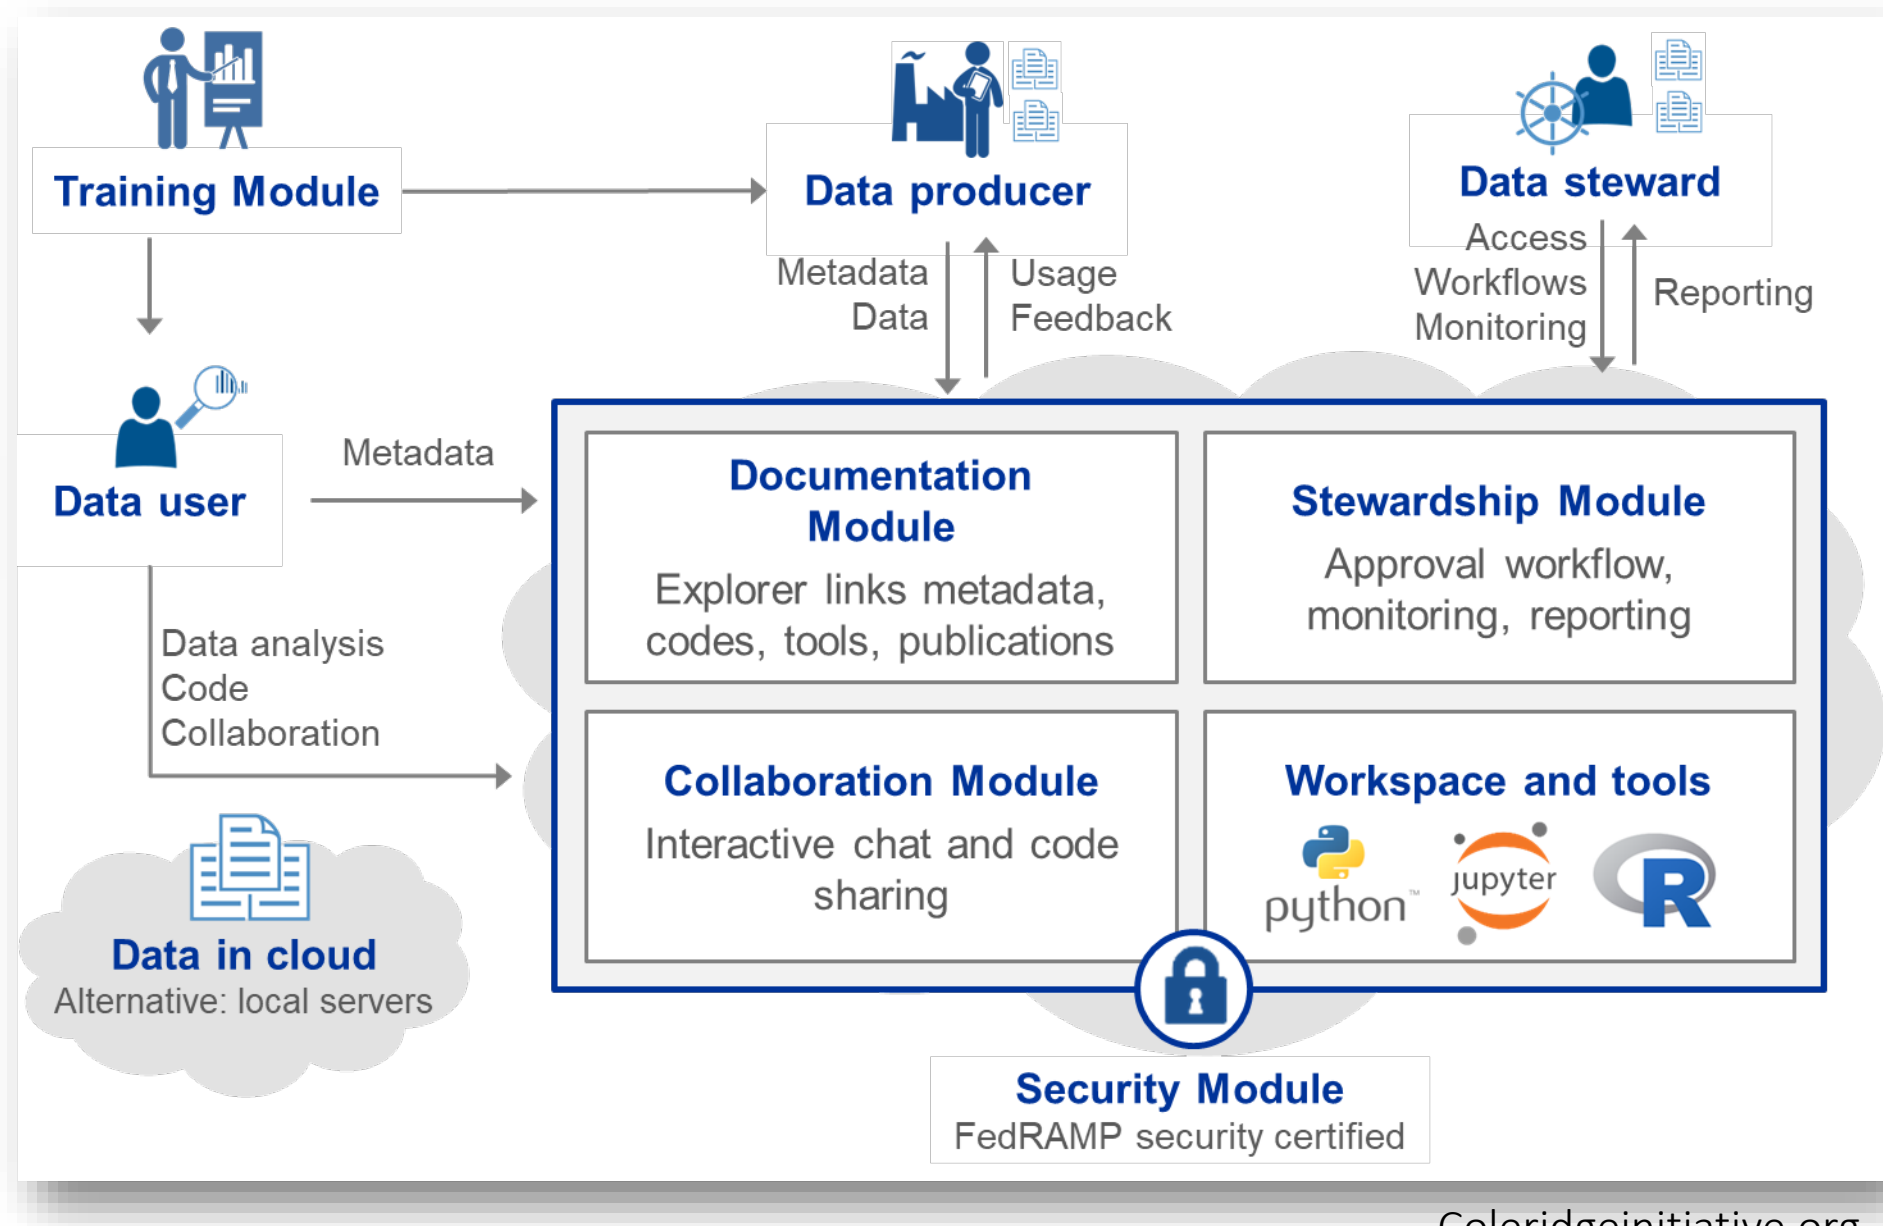 Training Module
Data producer
Data steward
Metadata
Data
Usage
Feedback
Access
Workflows
Monitoring
Reporting
Data user
Metadata
Data analysis
Code
Collaboration
Documentation
Module
Explorer links metadata,
codes, tools, publications
Stewardship Module
Approval workflow,
monitoring, reporting
Collaboration Module
Interactive chat and code
sharing
Workspace and tools
python™
jupyter
R
Data in cloud
Alternative: local servers
Security Module
FedRAMP security certified
Coleridgeinitiative.org